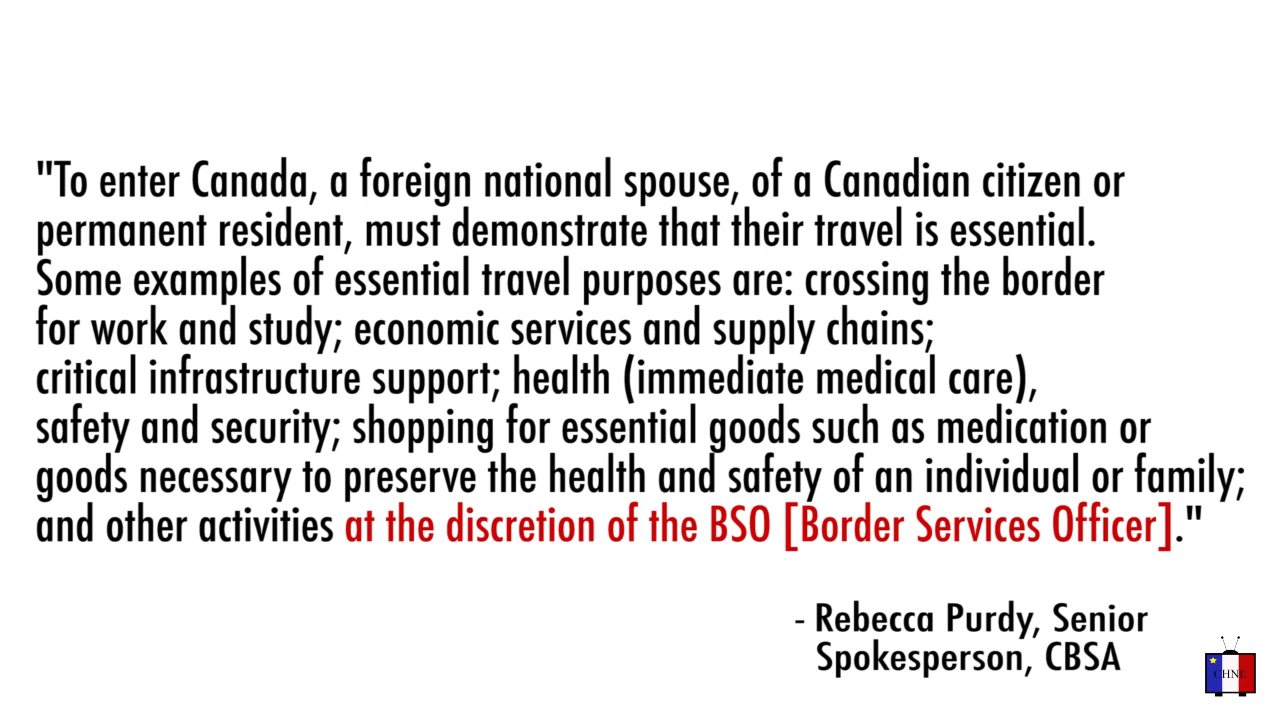 "To enter Canada, a foreign national spouse, of a Canadian citizen or
permanent resident, must demonstrate that their travel is essential.
Some examples of essential travel purposes are: crossing the border
for work and study; economic services and supply chains;
critical infrastructure support; health (immediate medical care),
safety and security; shopping for essential goods such as medication or
goods necessary to preserve the health and safety of an individual or family;
and other activities at the discretion of the BSO [Border Services Officer]."
- Rebecca Purdy, Senior
Spokesperson, CBSA